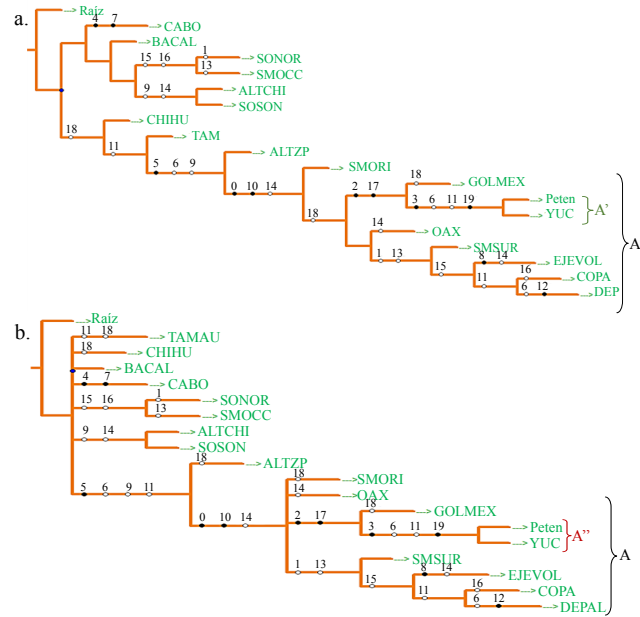 a.
Raíz
4 7
CABO
BACAL
15 16
1
SONOR
13
SMOCC
9 14
ALTCHI
SOSON
CHIHU
18
11
TAM
5 6 9
ALTZP
0 10 14
SMORI
18
2 17
18
GOLMEX
3 6 11 19
Peten
YUC
A'
A
14
OAX
1 13
SMSUR
15
8 14
EJEVOL
11
16
COPA
6 12
DEP
b.
Raíz
11 18
TAMAU
18
CHIHU
BACAL
4 7
CABO
15 16
1
SONOR
13
SMOCC
9 14
ALTCHI
SOSON
5 6 9 11
18
ALTZP
0 10 14
18
SMORI
14
OAX
2 17
18
GOLMEX
3 6 11 19
Peten
YUC
A''
A
1 13
SMSUR
15
8 14
EJEVOL
11
16
COPA
6 12
DEPAL